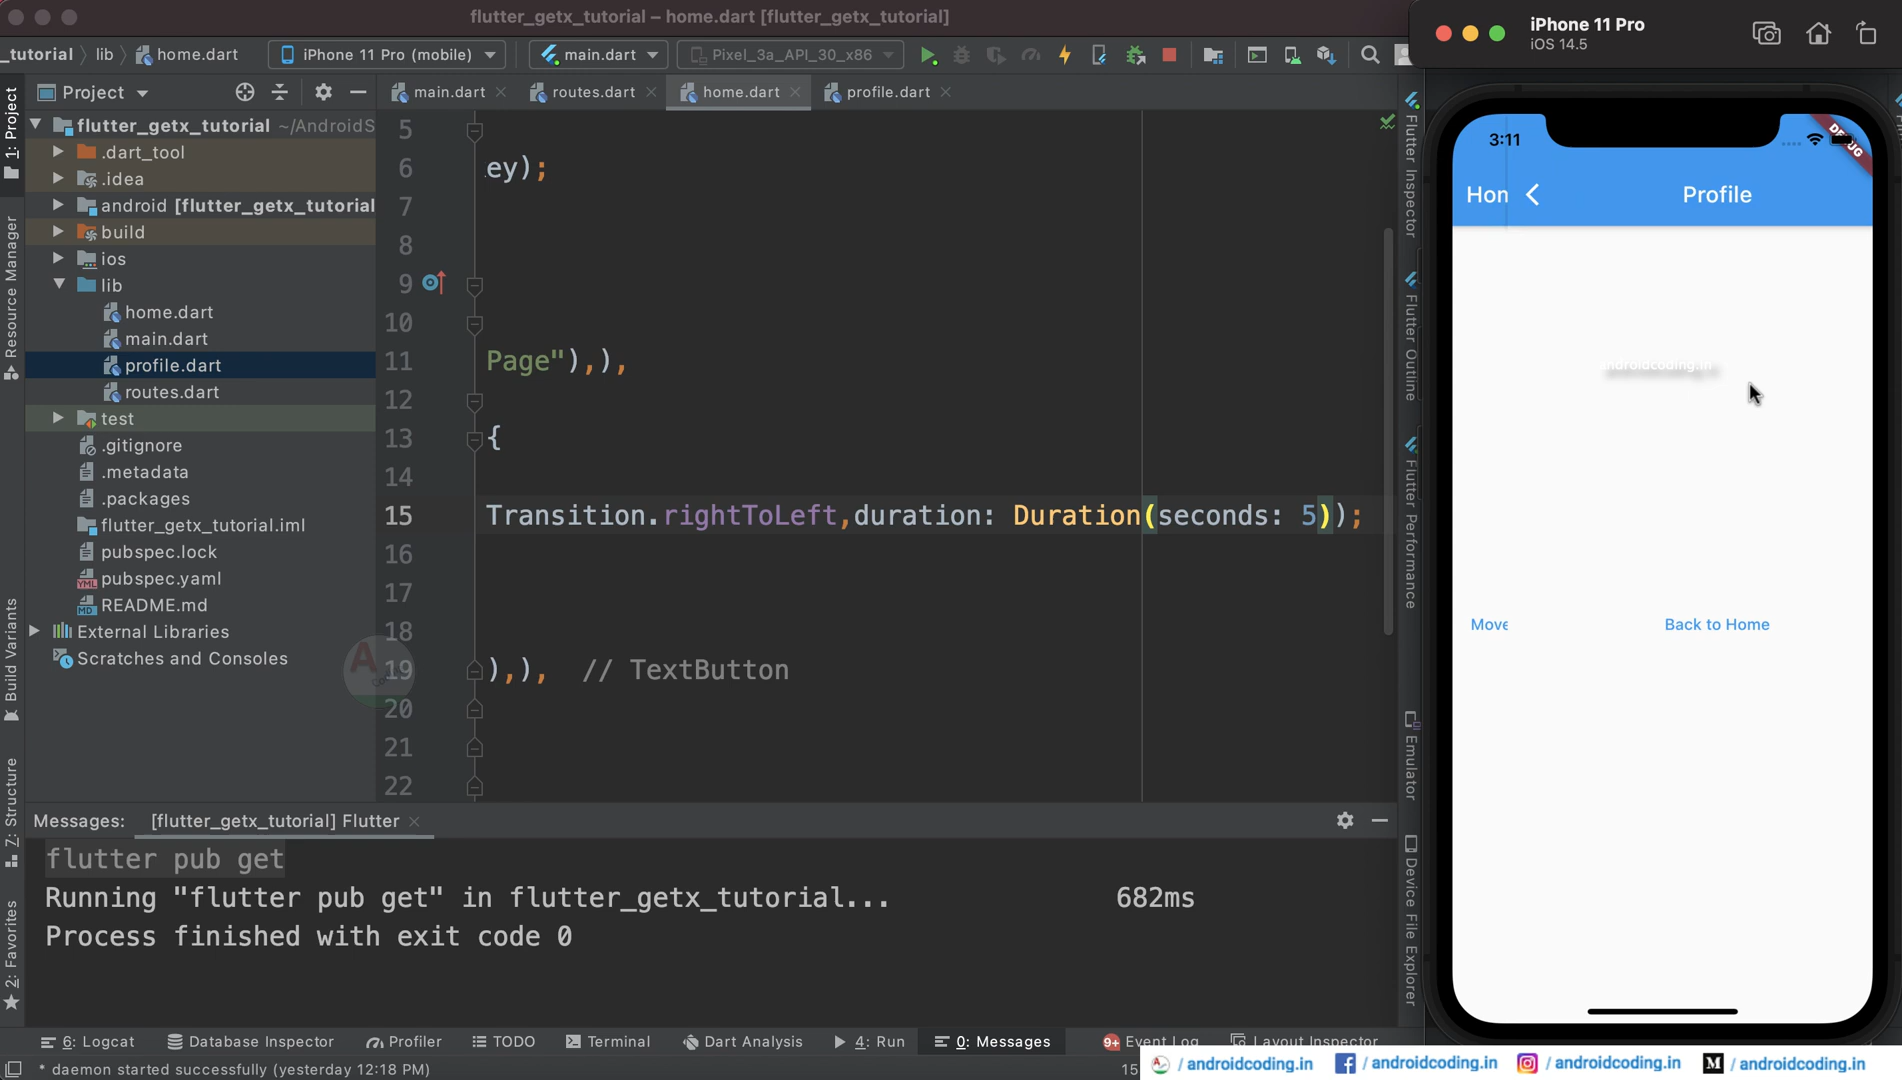 flutter_getx_tutorial – home.dart [flutter_getx_tutorial]
_tutorial
lib
home.dart
iPhone 11 Pro (mobile)
main.dart
Pixel_3a_API_30_x86
Project
main.dart
routes.dart
home.dart
profile.dart
1: Project
Resource Manager
Build Variants
Z: Structure
2: Favorites
flutter_getx_tutorial ~/AndroidS
.dart_tool
.idea
android [flutter_getx_tutorial
build
ios
lib
home.dart
main.dart
profile.dart
routes.dart
test
.gitignore
.metadata
.packages
flutter_getx_tutorial.iml
pubspec.lock
pubspec.yaml
README.md
External Libraries
Scratches and Consoles
5
6 .ey);
7
8
9
10
11 Page"),),
12
13 {
14
15 Transition.rightToLeft,duration: Duration(seconds: 5));
16
17
18
19 ),), // TextButton
20
21
22
Flutter Inspector
Flutter Outline
Flutter Performance
Emulator
Device File Explorer
Messages: [flutter_getx_tutorial] Flutter
flutter pub get
Running "flutter pub get" in flutter_getx_tutorial... 682ms
Process finished with exit code 0
6: Logcat
Database Inspector
Profiler
TODO
Terminal
Dart Analysis
4: Run
0: Messages
9+ Event Log
Layout Inspector
* daemon started successfully (yesterday 12:18 PM)
15
iPhone 11 Pro
iOS 14.5
3:11
DEBUG
Hon
Profile
androidcoding.in
Move
Back to Home
/androidcoding.in
/androidcoding.in
/androidcoding.in
/androidcoding.in